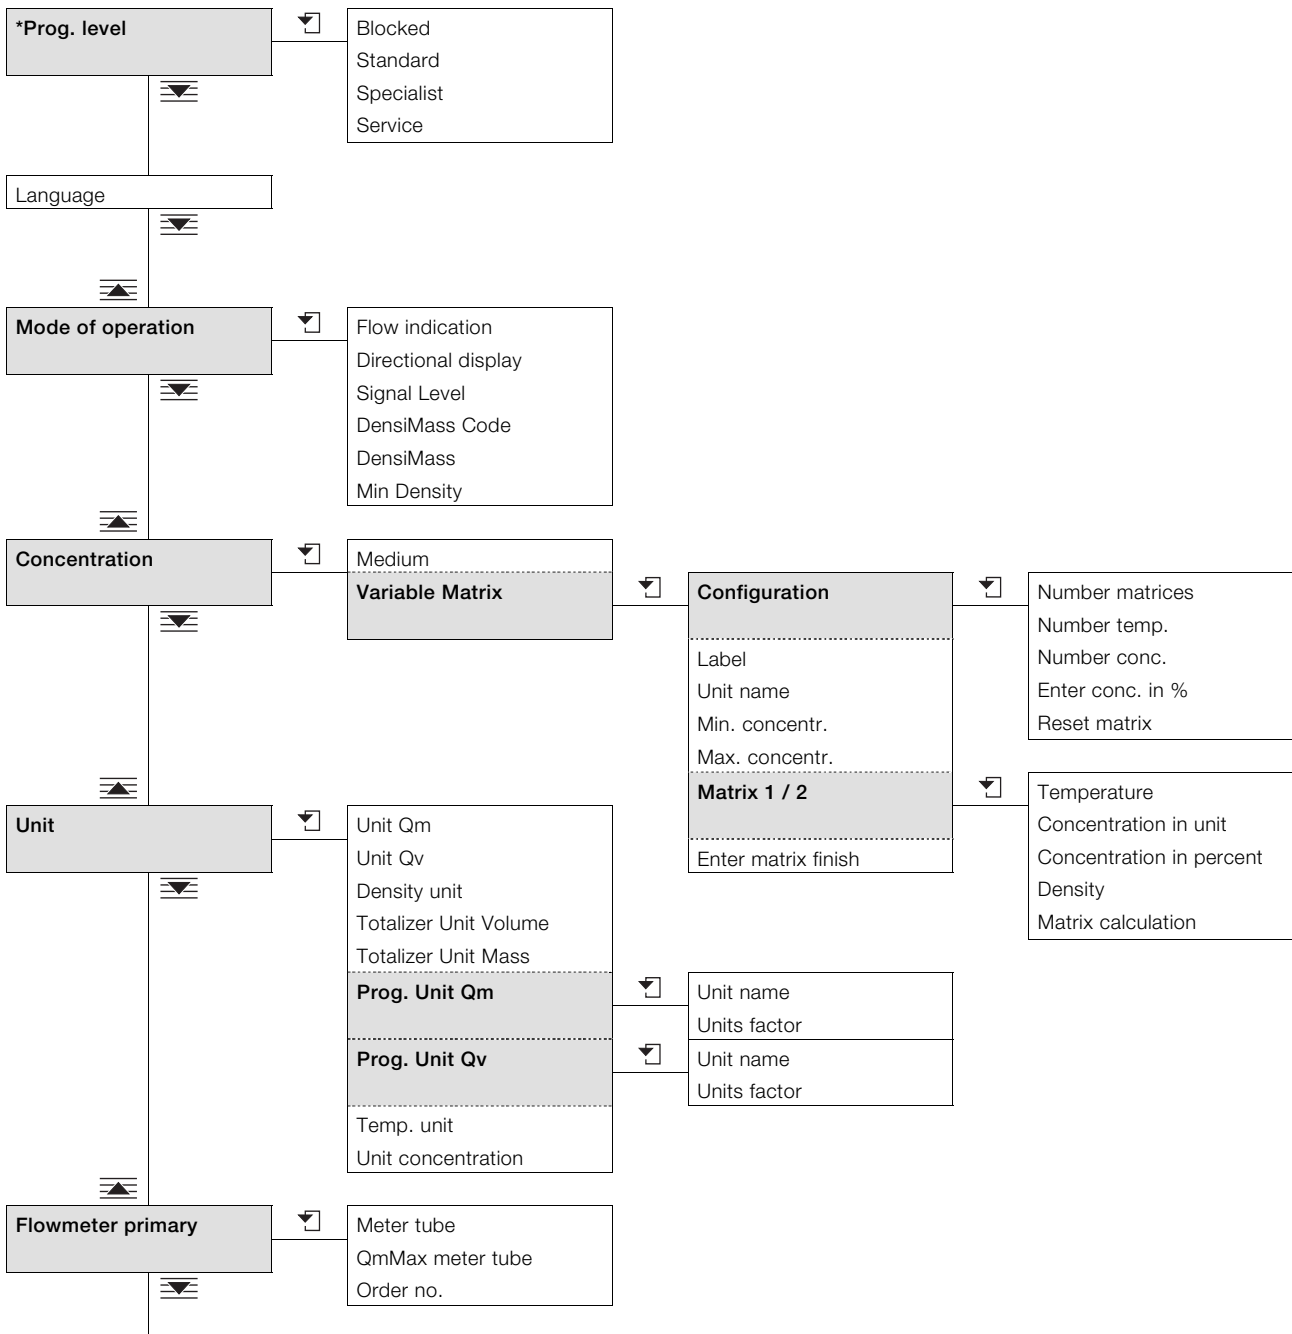 *Prog. level
Blocked
Standard
Specialist
Service
Language
Mode of operation
Flow indication
Directional display
Signal Level
DensiMass Code
DensiMass
Min Density
Concentration
Medium
Variable Matrix
Configuration
Number matrices
Number temp.
Number conc.
Enter conc. in %
Reset matrix
Label
Unit name
Min. concentr.
Max. concentr.
Matrix 1 / 2
Temperature
Concentration in unit
Concentration in percent
Density
Matrix calculation
Enter matrix finish
Unit
Unit Qm
Unit Qv
Density unit
Totalizer Unit Volume
Totalizer Unit Mass
Prog. Unit Qm
Unit name
Units factor
Prog. Unit Qv
Unit name
Units factor
Temp. unit
Unit concentration
Flowmeter primary
Meter tube
QmMax meter tube
Order no.